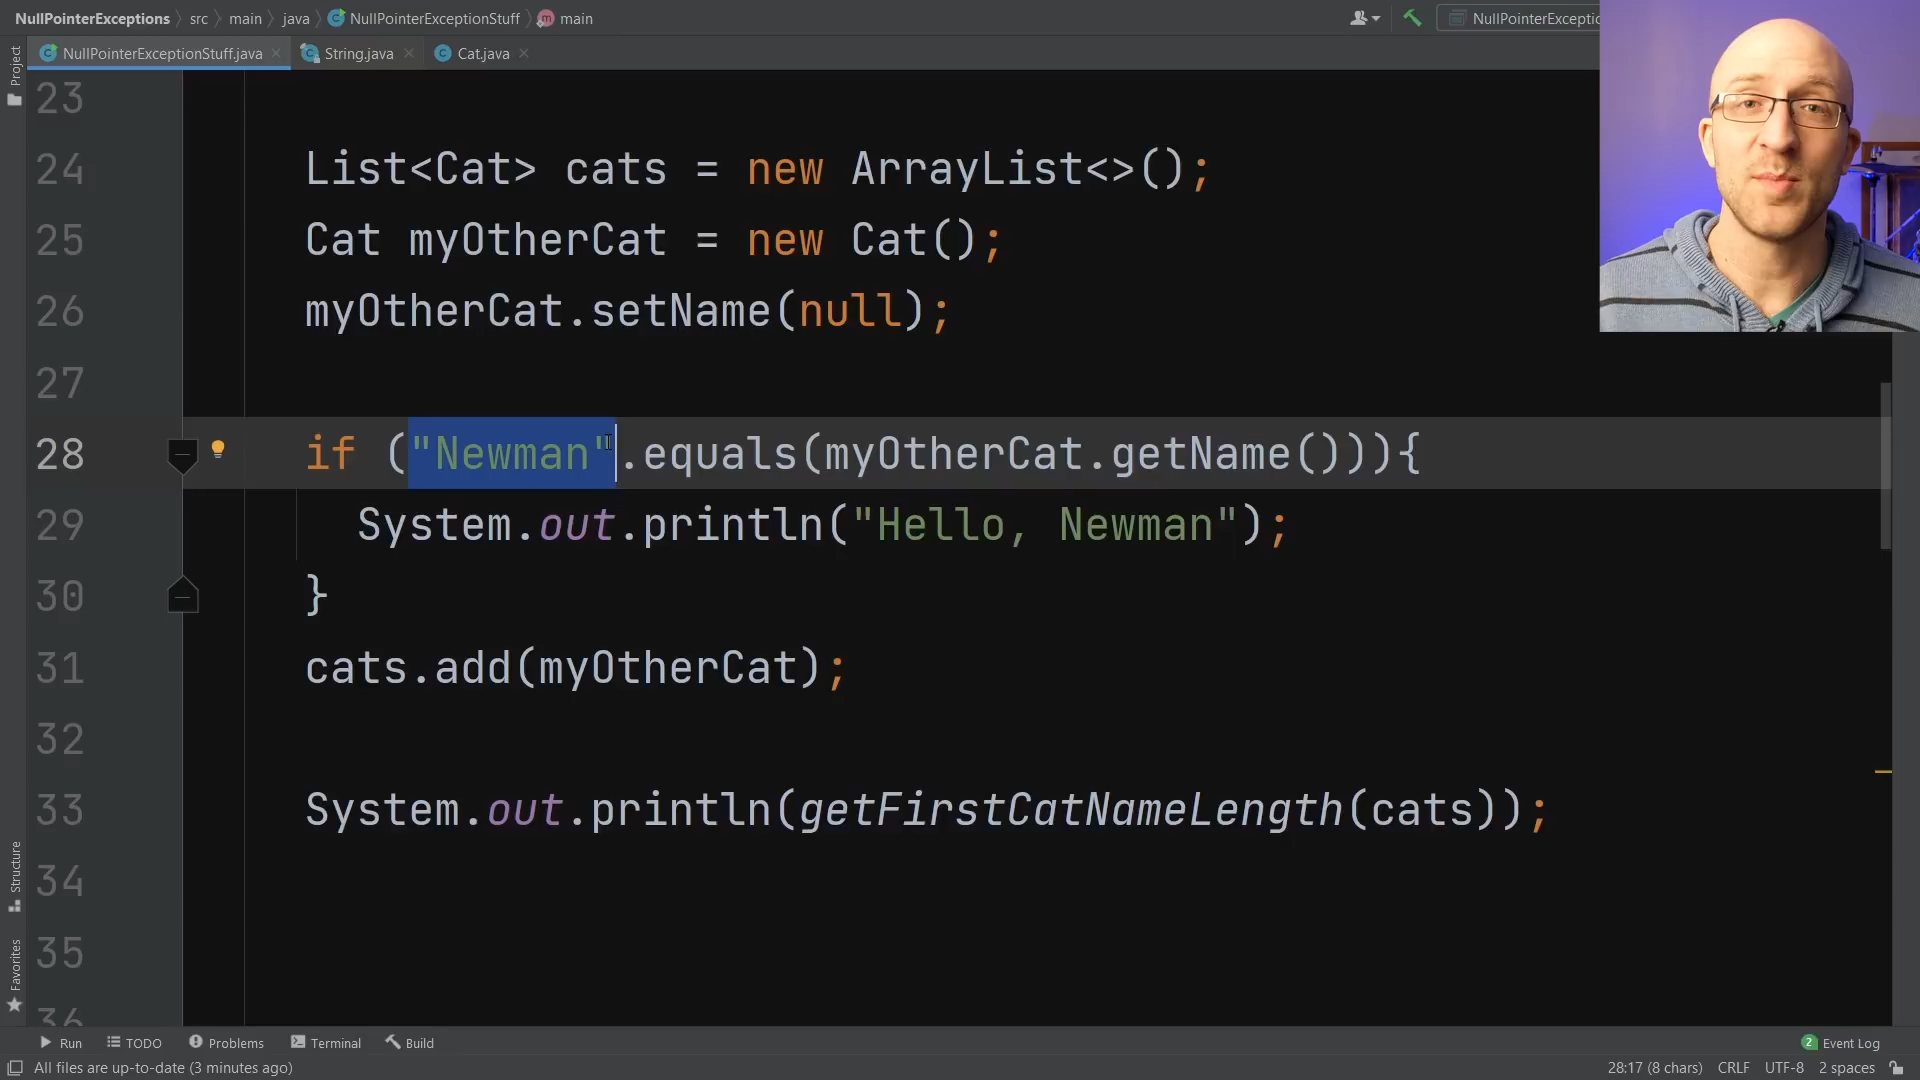 NullPointerExceptions src main java NullPointerExceptionStuff main NullPointerExceptio
NullPointerExceptionStuff.java String.java Cat.java
Project
23
24 List<Cat> cats = new ArrayList<>();
25 Cat myOtherCat = new Cat();
26 myOtherCat.setName(null);
27
28 if ("Newman".equals(myOtherCat.getName())){
29 System.out.println("Hello, Newman");
30 }
31 cats.add(myOtherCat);
32
33 System.out.println(getFirstCatNameLength(cats));
34
35
36
Structure
Favorites
Run TODO Problems Terminal Build 2 Event Log
All files are up-to-date (3 minutes ago) 28:17 (8 chars) CRLF UTF-8 2 spaces